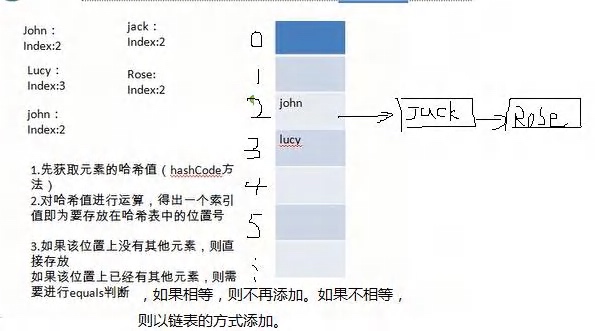 John：
Index:2
jack：
Index:2
Lucy：
Index:3
Rose:
Index:2
john：
Index:2
0
1
2
john
Jack
Rose
3
lucy
4
5
1.先获取元素的哈希值（hashCode方
法）
2.对哈希值进行运算，得出一个索引
值即为要存放在哈希表中的位置号
3.如果该位置上没有其他元素，则直
接存放
如果该位置上已经有其他元素，则需
要进行equals判断 ，如果相等，则不再添加。如果不相等，
则以链表的方式添加。